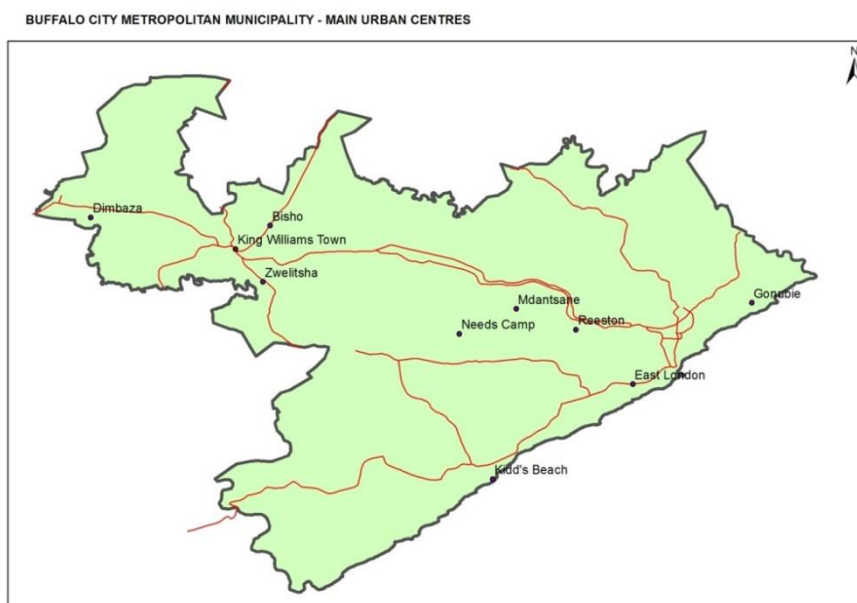 BUFFALO CITY METROPOLITAN MUNICIPALITY - MAIN URBAN CENTRES
N
Dimbaza
Bisho
King Williams Town
Zwelitsha
Gonubie
Mdantsane
Reeston
Needs Camp
East London
Kidd's Beach